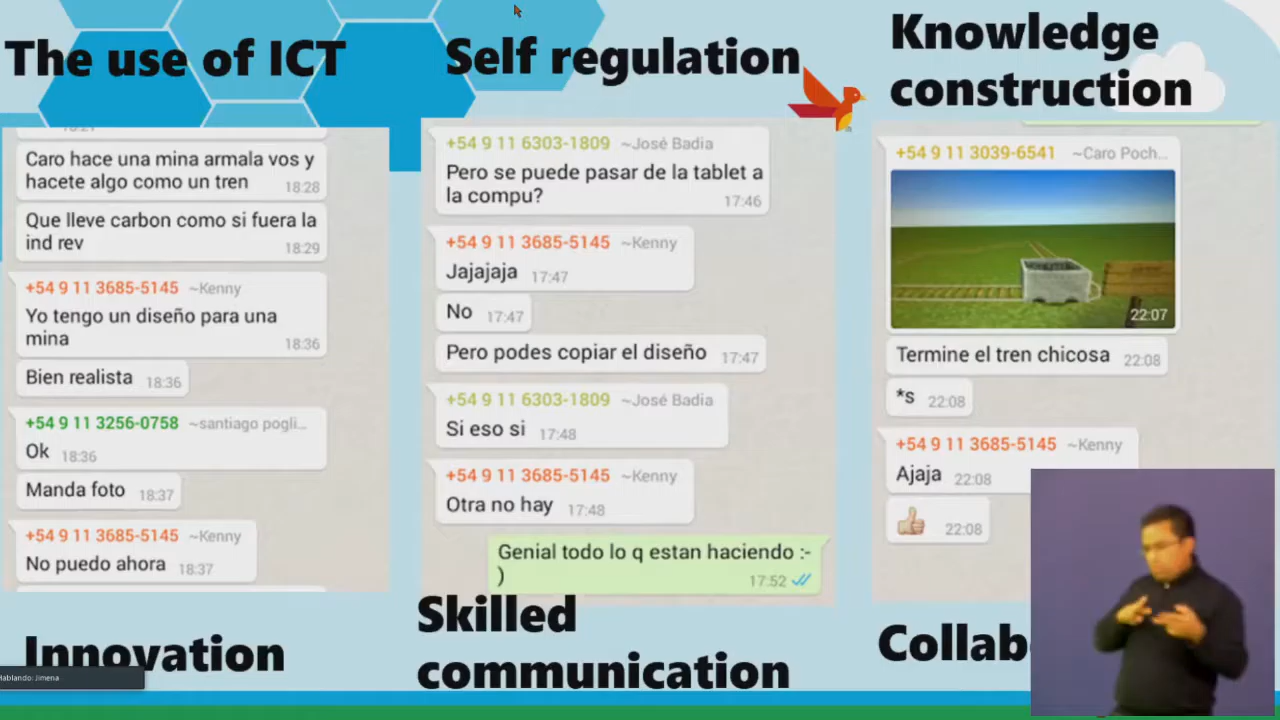 The use of ICT
Self regulation
Knowledge
construction
Caro hace una mina armala vos y
hacete algo como un tren 18:28
Que lleve carbon como si fuera la
ind rev 18:29
+54 9 11 3685-5145 ~Kenny
Yo tengo un diseño para una
mina 18:36
Bien realista 18:36
+54 9 11 3256-0758 ~santiago pogli...
Ok 18:36
Manda foto 18:37
+54 9 11 3685-5145 ~Kenny
No puedo ahora 18:37
+54 9 11 6303-1809 ~José Badia
Pero se puede pasar de la tablet a
la compu? 17:46
+54 9 11 3685-5145 ~Kenny
Jajajaja 17:47
No 17:47
Pero podes copiar el diseño 17:47
+54 9 11 6303-1809 ~José Badia
Si eso si 17:48
+54 9 11 3685-5145 ~Kenny
Otra no hay 17:48
Genial todo lo q estan haciendo :-
) 17:52
+54 9 11 3039-6541 ~Caro Poch...
22:07
Termine el tren chicosa 22:08
*s 22:08
+54 9 11 3685-5145 ~Kenny
Ajaja 22:08
👍 22:08
Innovation
Skilled
communication
Collab
Hablando: Jimena